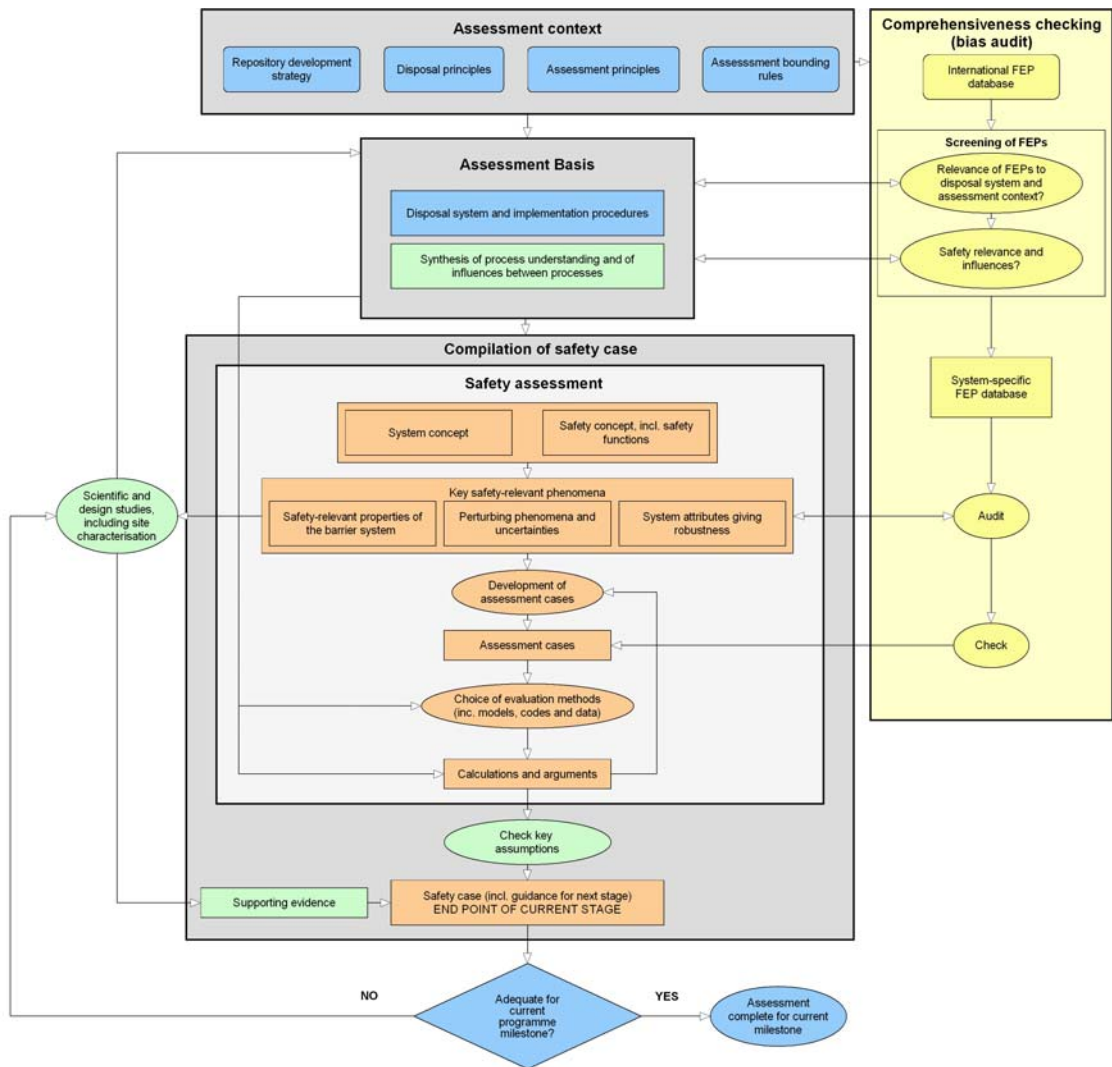 Assessment context
Repository development
strategy
Disposal principles
Assessment principles
Assesssment bounding
rules
Comprehensiveness checking
(bias audit)
International FEP
database
Screening of FEPs
Relevance of FEPs to
disposal system and
assessment context?
Safety relevance and
influences?
System-specific
FEP database
Audit
Check
Assessment Basis
Disposal system and implementation procedures
Synthesis of process understanding and of
influences between processes
Compilation of safety case
Safety assessment
System concept
Safety concept, incl. safety
functions
Key safety-relevant phenomena
Safety-relevant properties of
the barrier system
Perturbing phenomena and
uncertainties
System attributes giving
robustness
Scientific and
design studies,
including site
characterisation
Development of
assessment cases
Assessment cases
Choice of evaluation methods
(inc. models, codes and data)
Calculations and arguments
Check key
assumptions
Supporting evidence
Safety case (incl. guidance for next stage)
END POINT OF CURRENT STAGE
NO
Adequate for
current
programme
milestone?
YES
Assessment
complete for current
milestone